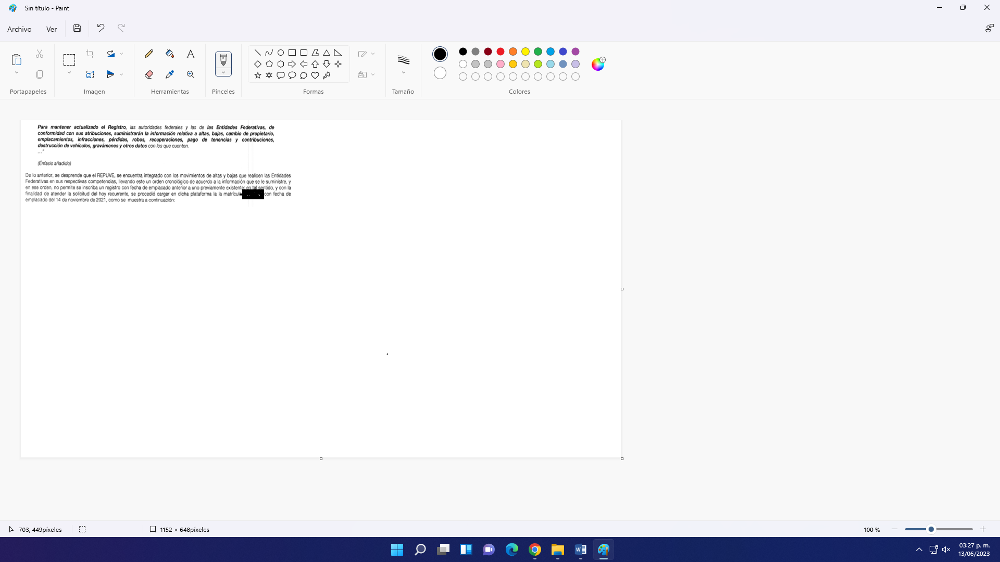 Sin título - Paint
Archivo
Ver
Portapapeles
Imagen
Herramientas
Pinceles
Formas
Tamaño
Colores
Para mantener actualizado el Registro, las autoridades federales y las de las Entidades Federativas, de
conformidad con sus atribuciones, suministrarán la información relativa a altas, bajas, cambio de propietario,
emplacamientos, infracciones, pérdidas, robos, recuperaciones, pago de tenencias y contribuciones,
destrucción de vehículos, gravámenes y otros datos con los que cuenten.
..."
(Énfasis añadido)
De lo anterior, se desprende que el REPUVE, se encuentra integrado con los movimientos de altas y bajas que realicen las Entidades
Federativas en sus respectivas competencias, llevando este un orden cronológico de acuerdo a la información que se le suministre, y
en ese orden, no permite se inscriba un registro con fecha de emplacado anterior a uno previamente existente; en tal sentido, y con la
finalidad de atender la solicitud del hoy recurrente, se procedió cargar en dicha plataforma la la matrícula con fecha de
emplacado del 14 de noviembre de 2021, como se muestra a continuación:
703, 449píxeles
1152 × 648píxeles
100 %
03:27 p. m.
13/06/2023